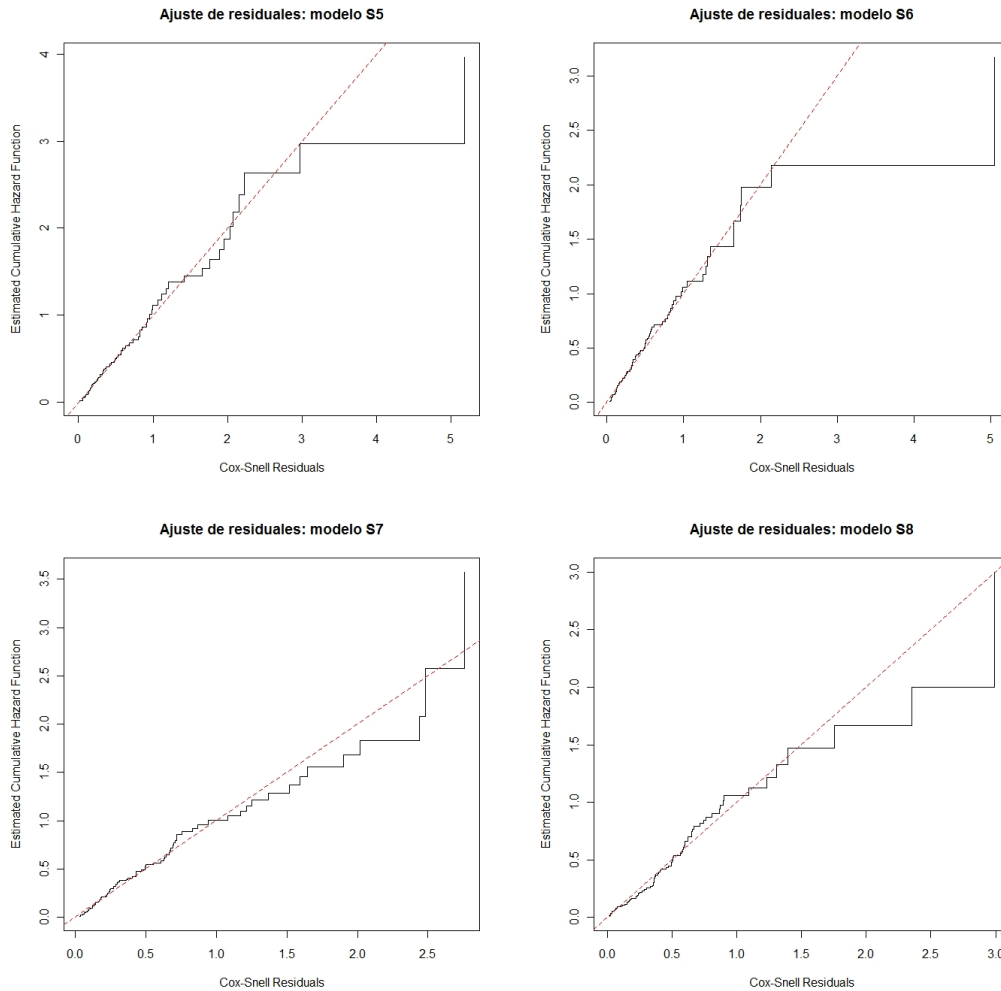 Ajuste de residuales: modelo S5
Estimated Cumulative Hazard Function
4
3
2
1
0
0 1 2 3 4 5
Cox-Snell Residuals
Ajuste de residuales: modelo S6
Estimated Cumulative Hazard Function
3.0
2.5
2.0
1.5
1.0
0.5
0.0
0 1 2 3 4 5
Cox-Snell Residuals
Ajuste de residuales: modelo S7
Estimated Cumulative Hazard Function
3.5
3.0
2.5
2.0
1.5
1.0
0.5
0.0
0.0 0.5 1.0 1.5 2.0 2.5
Cox-Snell Residuals
Ajuste de residuales: modelo S8
Estimated Cumulative Hazard Function
3.0
2.5
2.0
1.5
1.0
0.5
0.0
0.0 0.5 1.0 1.5 2.0 2.5 3.0
Cox-Snell Residuals